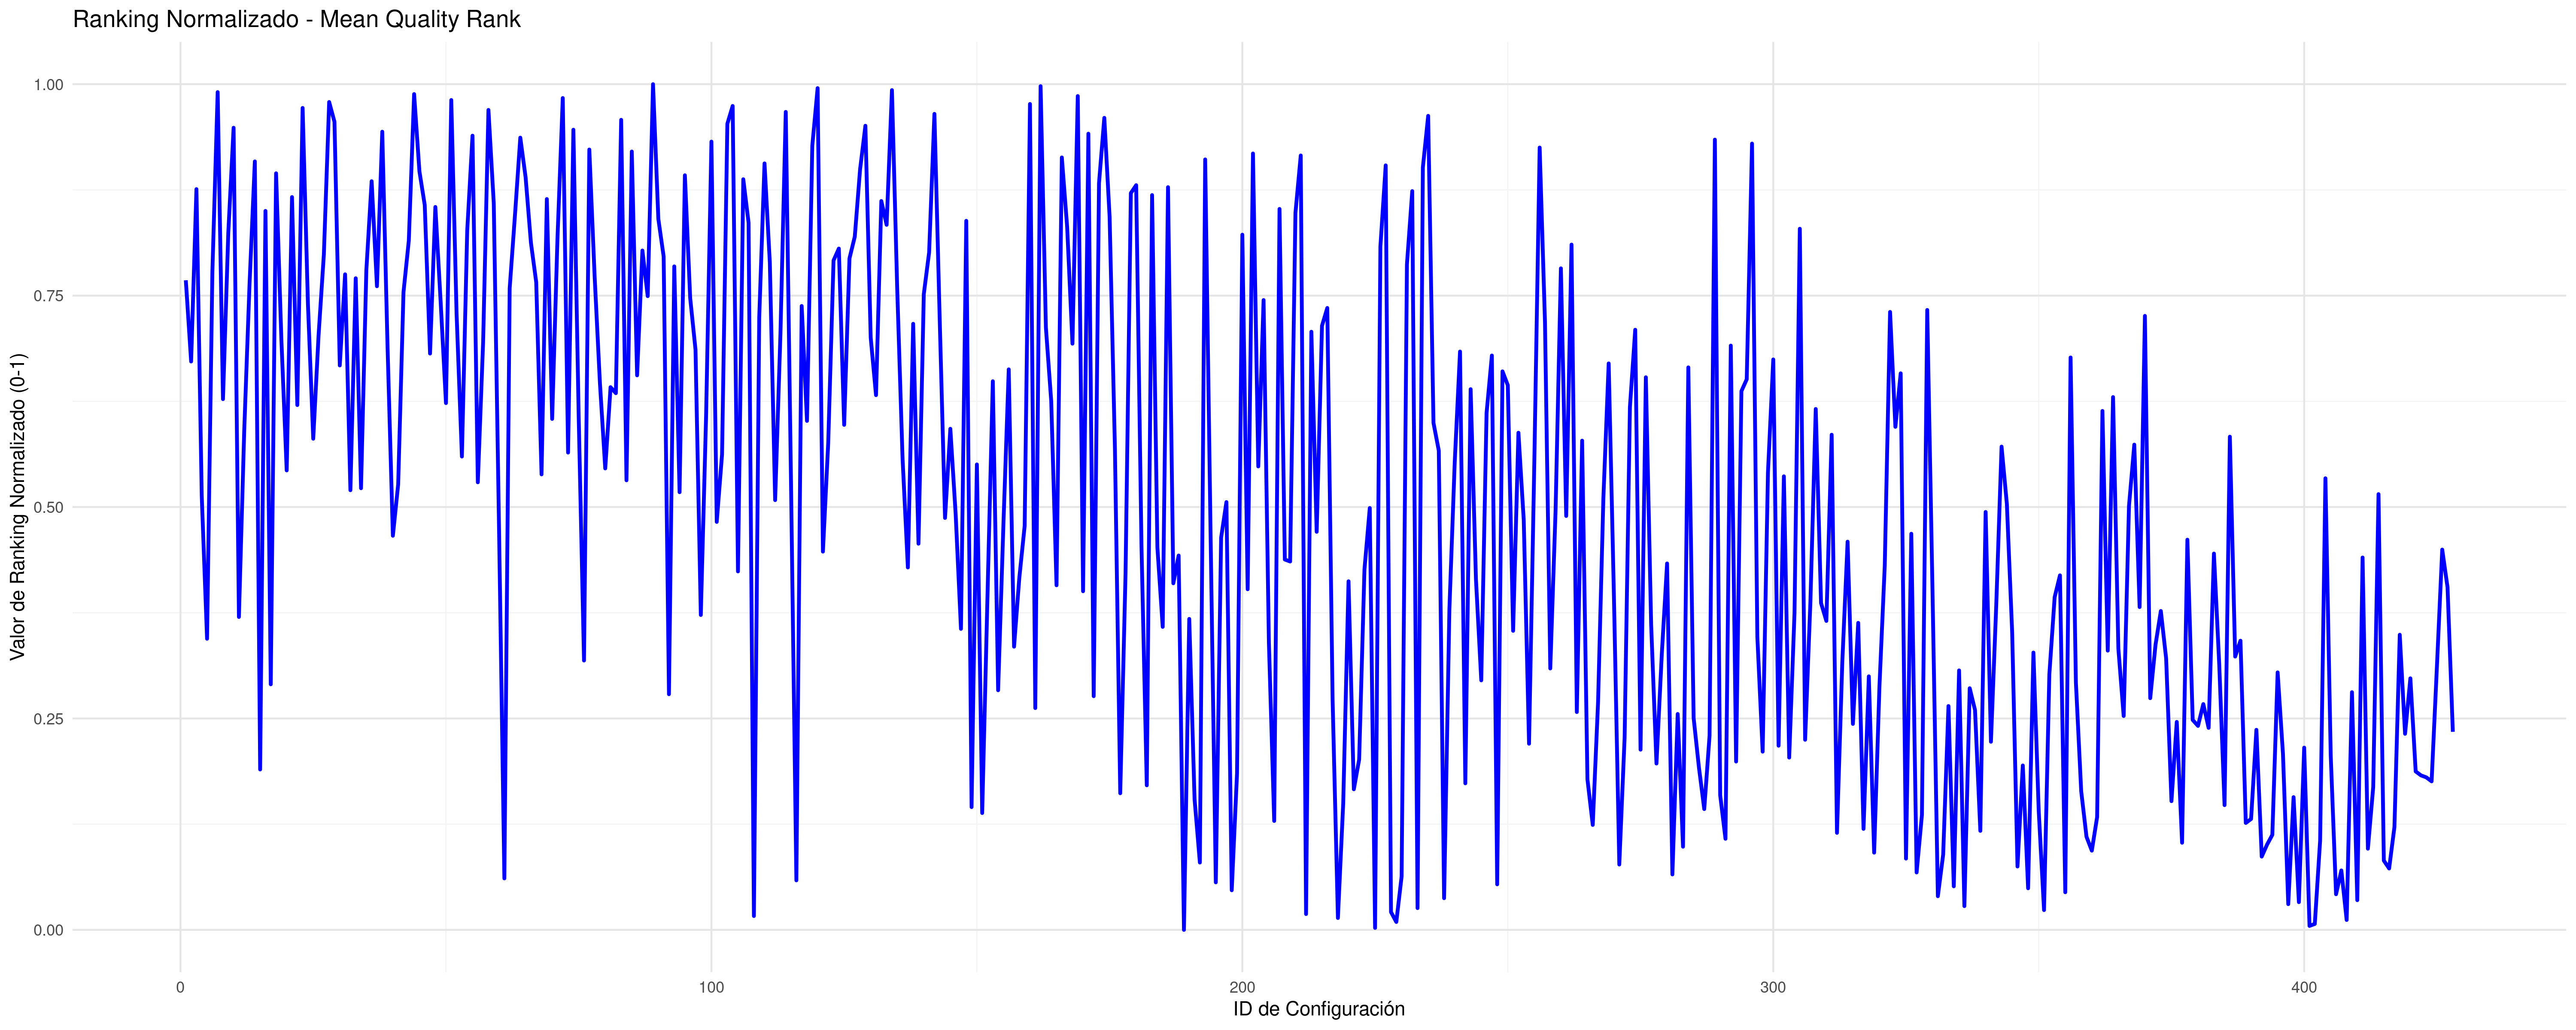 Ranking Normalizado - Mean Quality Rank
Valor de Ranking Normalizado (0-1)
1.00
0.75
0.50
0.25
0.00
0 100 200 300 400
ID de Configuración